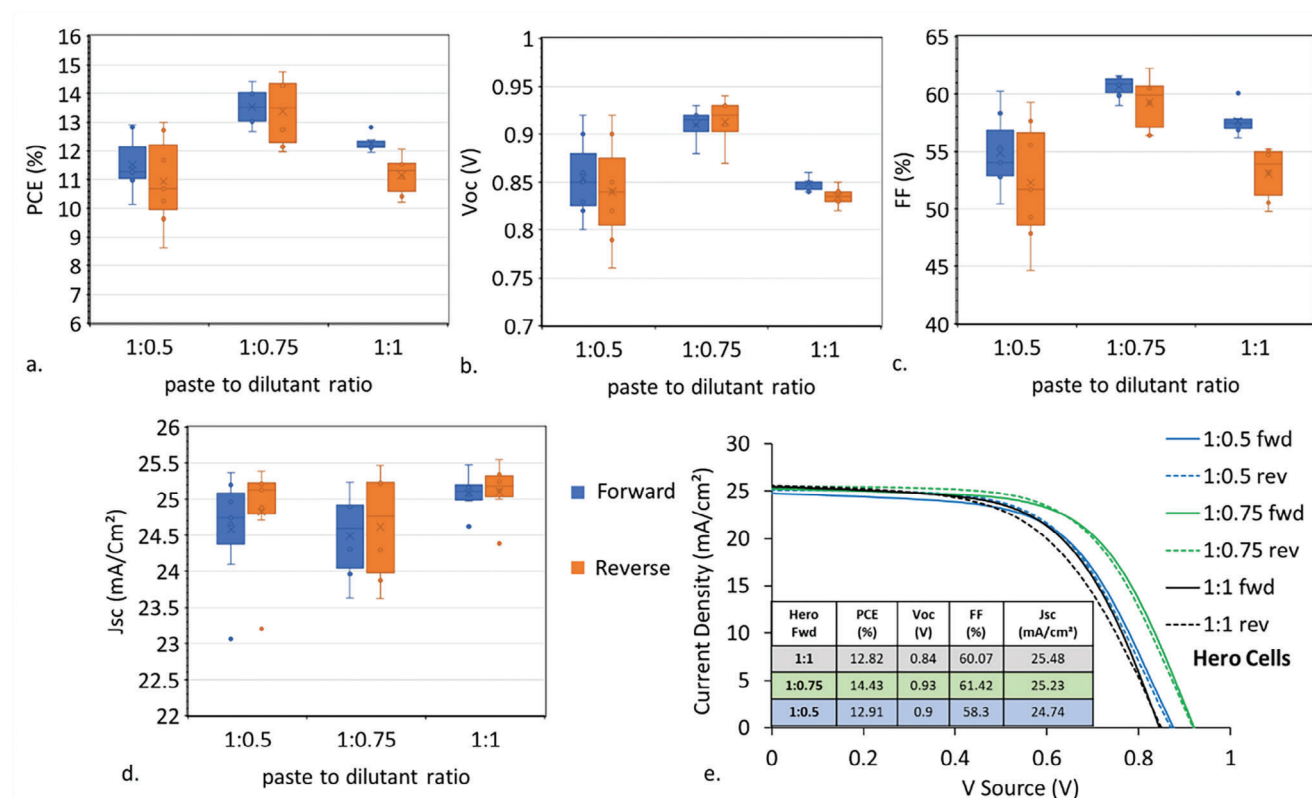 PCE (%)
16
15
14
13
12
11
10
9
8
7
6
1:0.5 1:0.75 1:1
a.
paste to dilutant ratio
Voc (V)
1
0.95
0.9
0.85
0.8
0.75
0.7
1:0.5 1:0.75 1:1
b.
paste to dilutant ratio
FF (%)
65
60
55
50
45
40
1:0.5 1:0.75 1:1
c.
paste to dilutant ratio
Jsc (mA/Cm²)
26
25.5
25
24.5
24
23.5
23
22.5
22
1:0.5 1:0.75 1:1
d.
paste to dilutant ratio
Forward
Reverse
Current Density (mA/cm²)
30
25
20
15
10
5
0
0 0.2 0.4 0.6 0.8 1
e.
V Source (V)
1:0.5 fwd
1:0.5 rev
1:0.75 fwd
1:0.75 rev
1:1 fwd
1:1 rev
Hero Cells
Hero PCE Voc FF Jsc
Fwd (%) (V) (%) (mA/cm²)
1:1 12.82 0.84 60.07 25.48
1:0.75 14.43 0.93 61.42 25.23
1:0.5 12.91 0.9 58.3 24.74